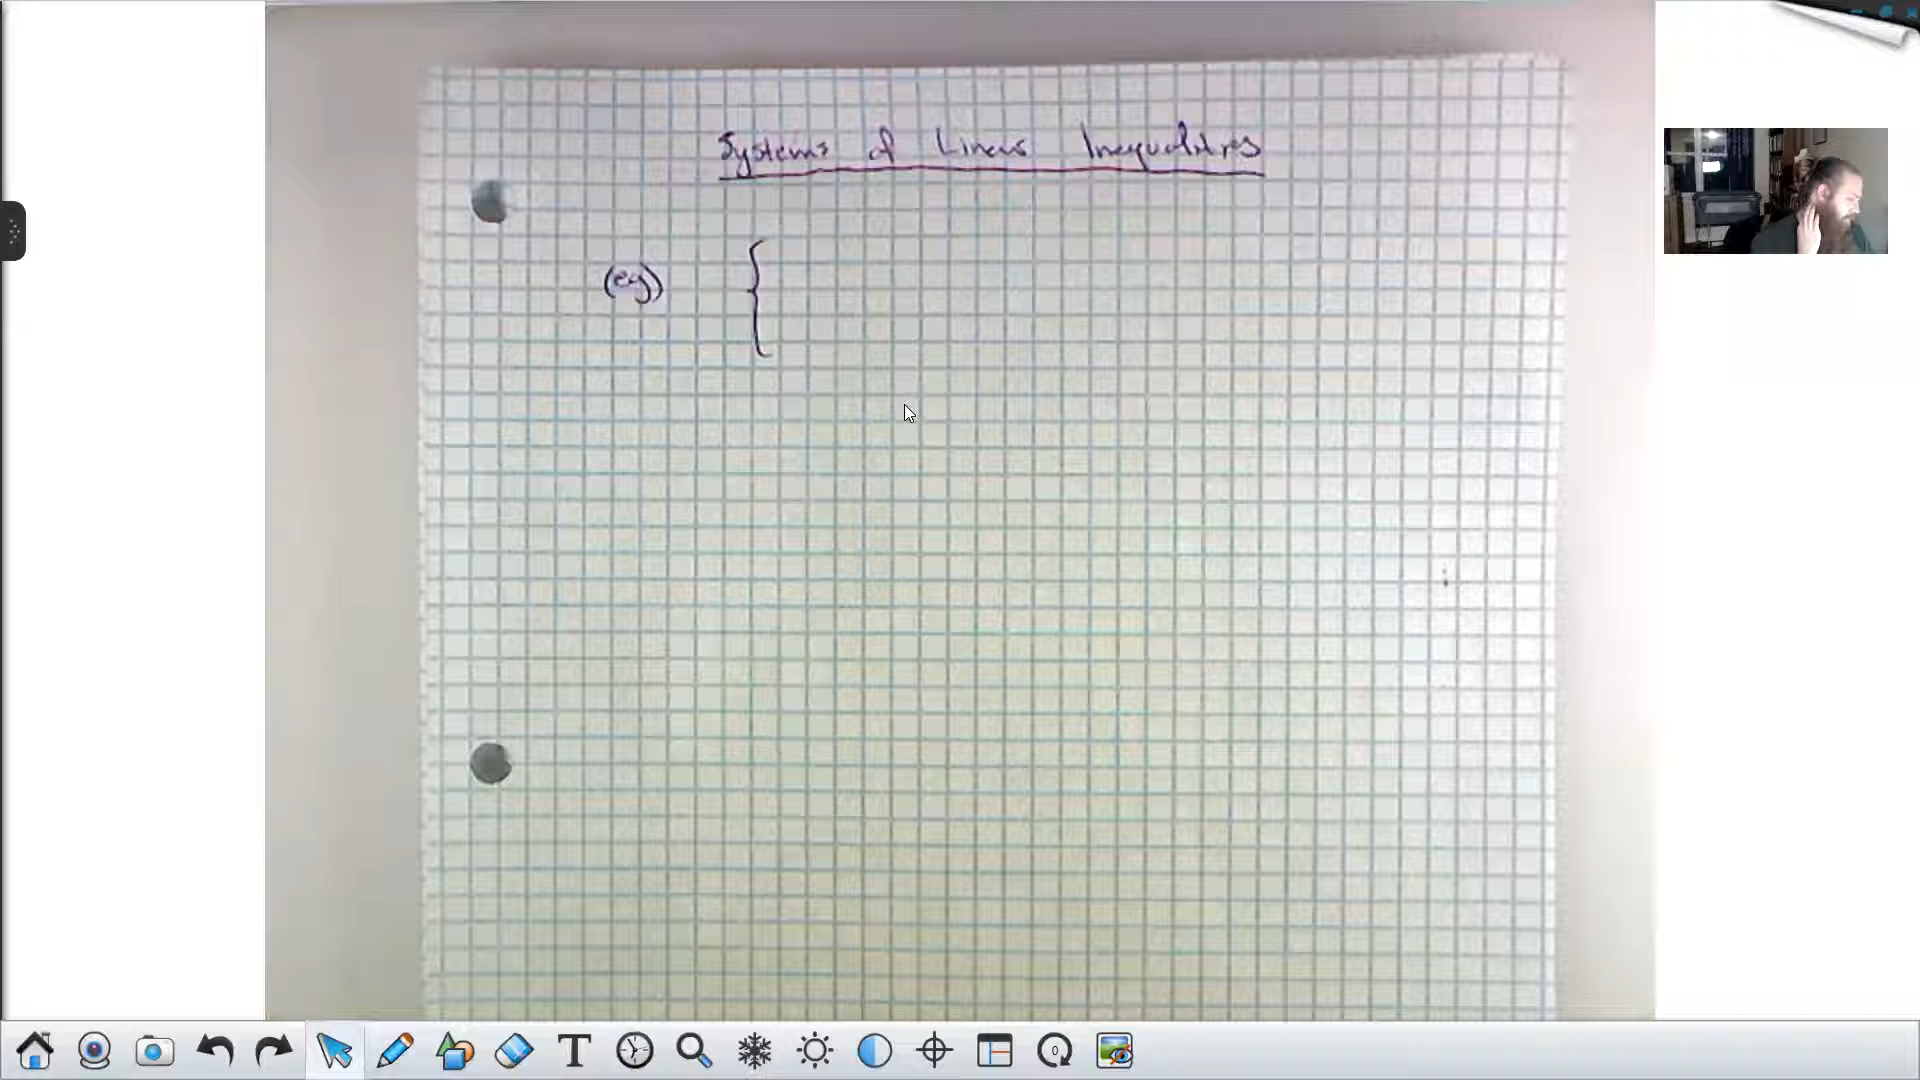 Systems of Linear Inequalities
(eg) {